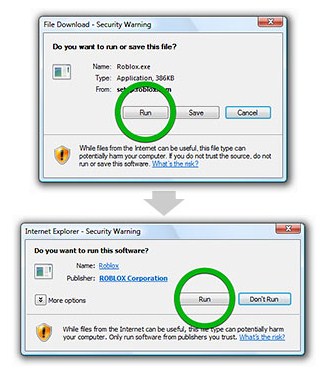 File Download - Security Warning
Do you want to run or save this file?
Name: Roblox.exe
Type: Application, 386KB
From:
Run Save Cancel
While files from the Internet can be useful, this file type can
potentially harm your computer. If you do not trust the source, do not
run or save this software. What's the risk?
Internet Explorer - Security Warning
Do you want to run this software?
Name: Roblox
Publisher: ROBLOX Corporation
More options
Run Don't Run
While files from the Internet can be useful, this file type can potentially harm
your computer. Only run software from publishers you trust. What's the risk?